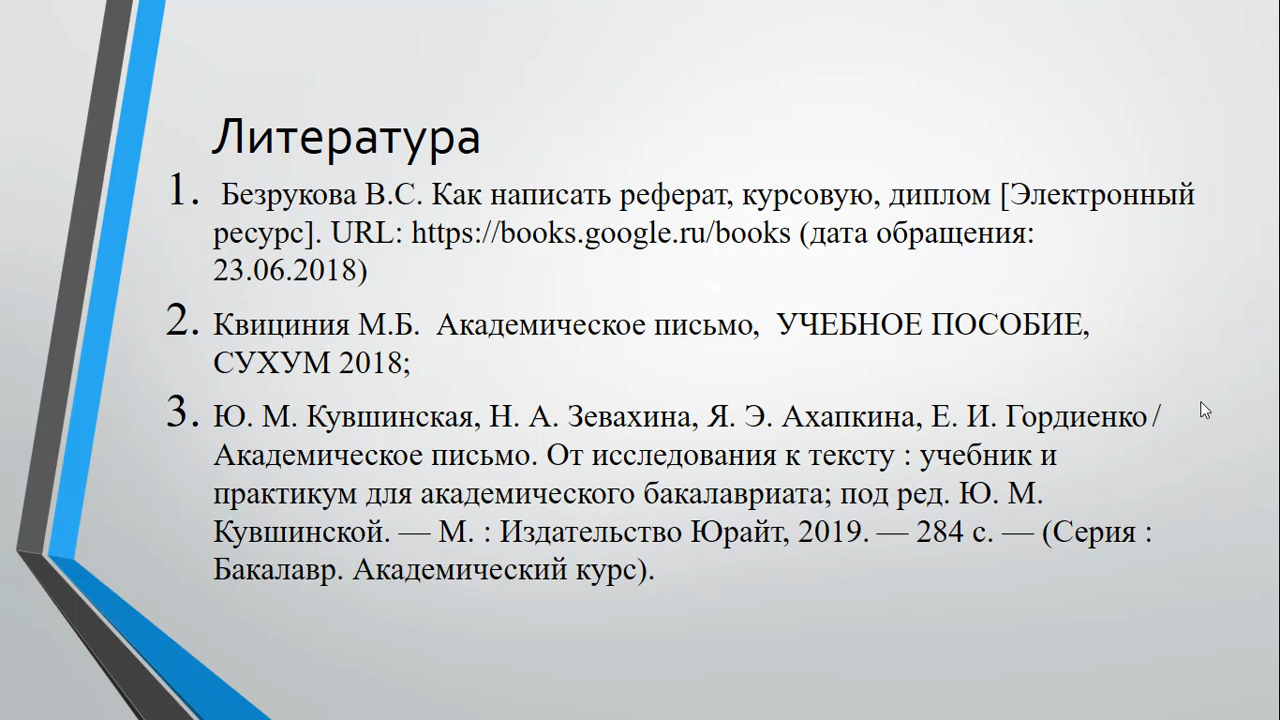 Литература
1. Безрукова В.С. Как написать реферат, курсовую, диплом [Электронный
ресурс]. URL: https://books.google.ru/books (дата обращения:
23.06.2018)
2. Квициния М.Б. Академическое письмо, УЧЕБНОЕ ПОСОБИЕ,
СУХУМ 2018;
3. Ю. М. Кувшинская, Н. А. Зевахина, Я. Э. Ахапкина, Е. И. Гордиенко /
Академическое письмо. От исследования к тексту : учебник и
практикум для академического бакалавриата; под ред. Ю. М.
Кувшинской. — М. : Издательство Юрайт, 2019. — 284 с. — (Серия :
Бакалавр. Академический курс).